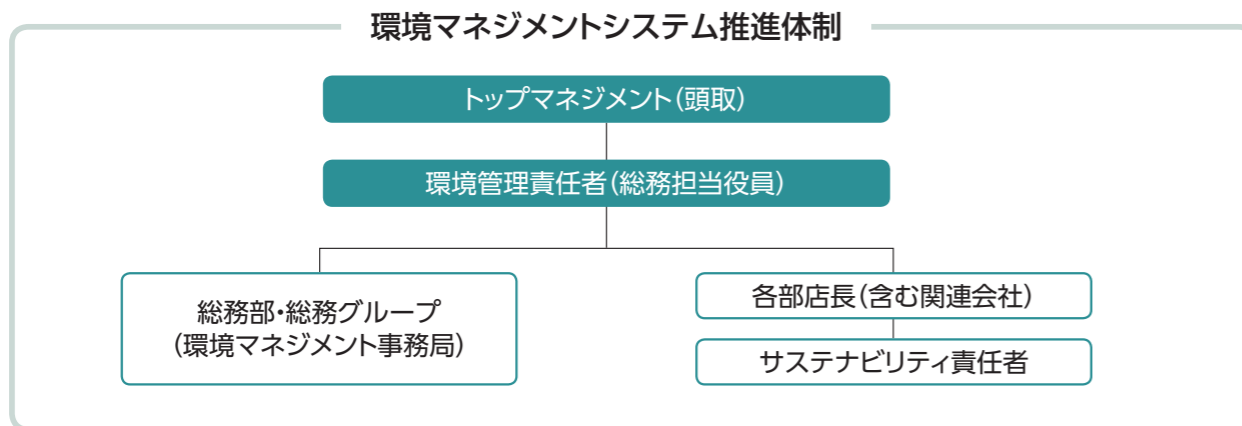 環境マネジメントシステム推進体制
トップマネジメント(頭取)
環境管理責任者(総務担当役員)
総務部・総務グループ
(環境マネジメント事務局)
各部店長(含む関連会社)
サステナビリティ責任者